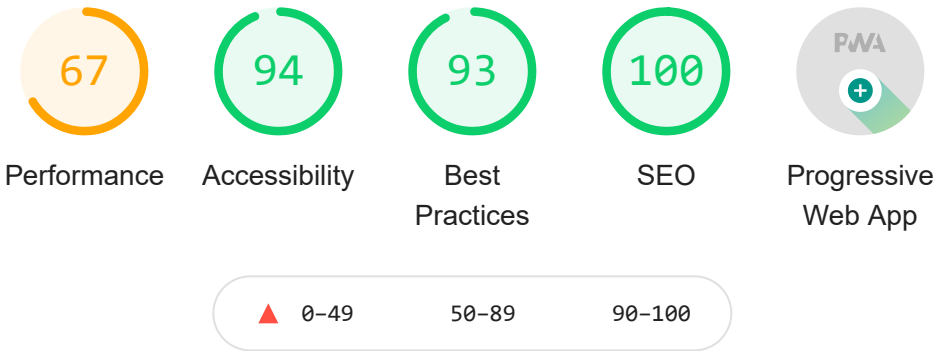 67 94 93 100 PWA
Performance Accessibility Best Practices SEO Progressive Web App
0–49 50–89 90–100